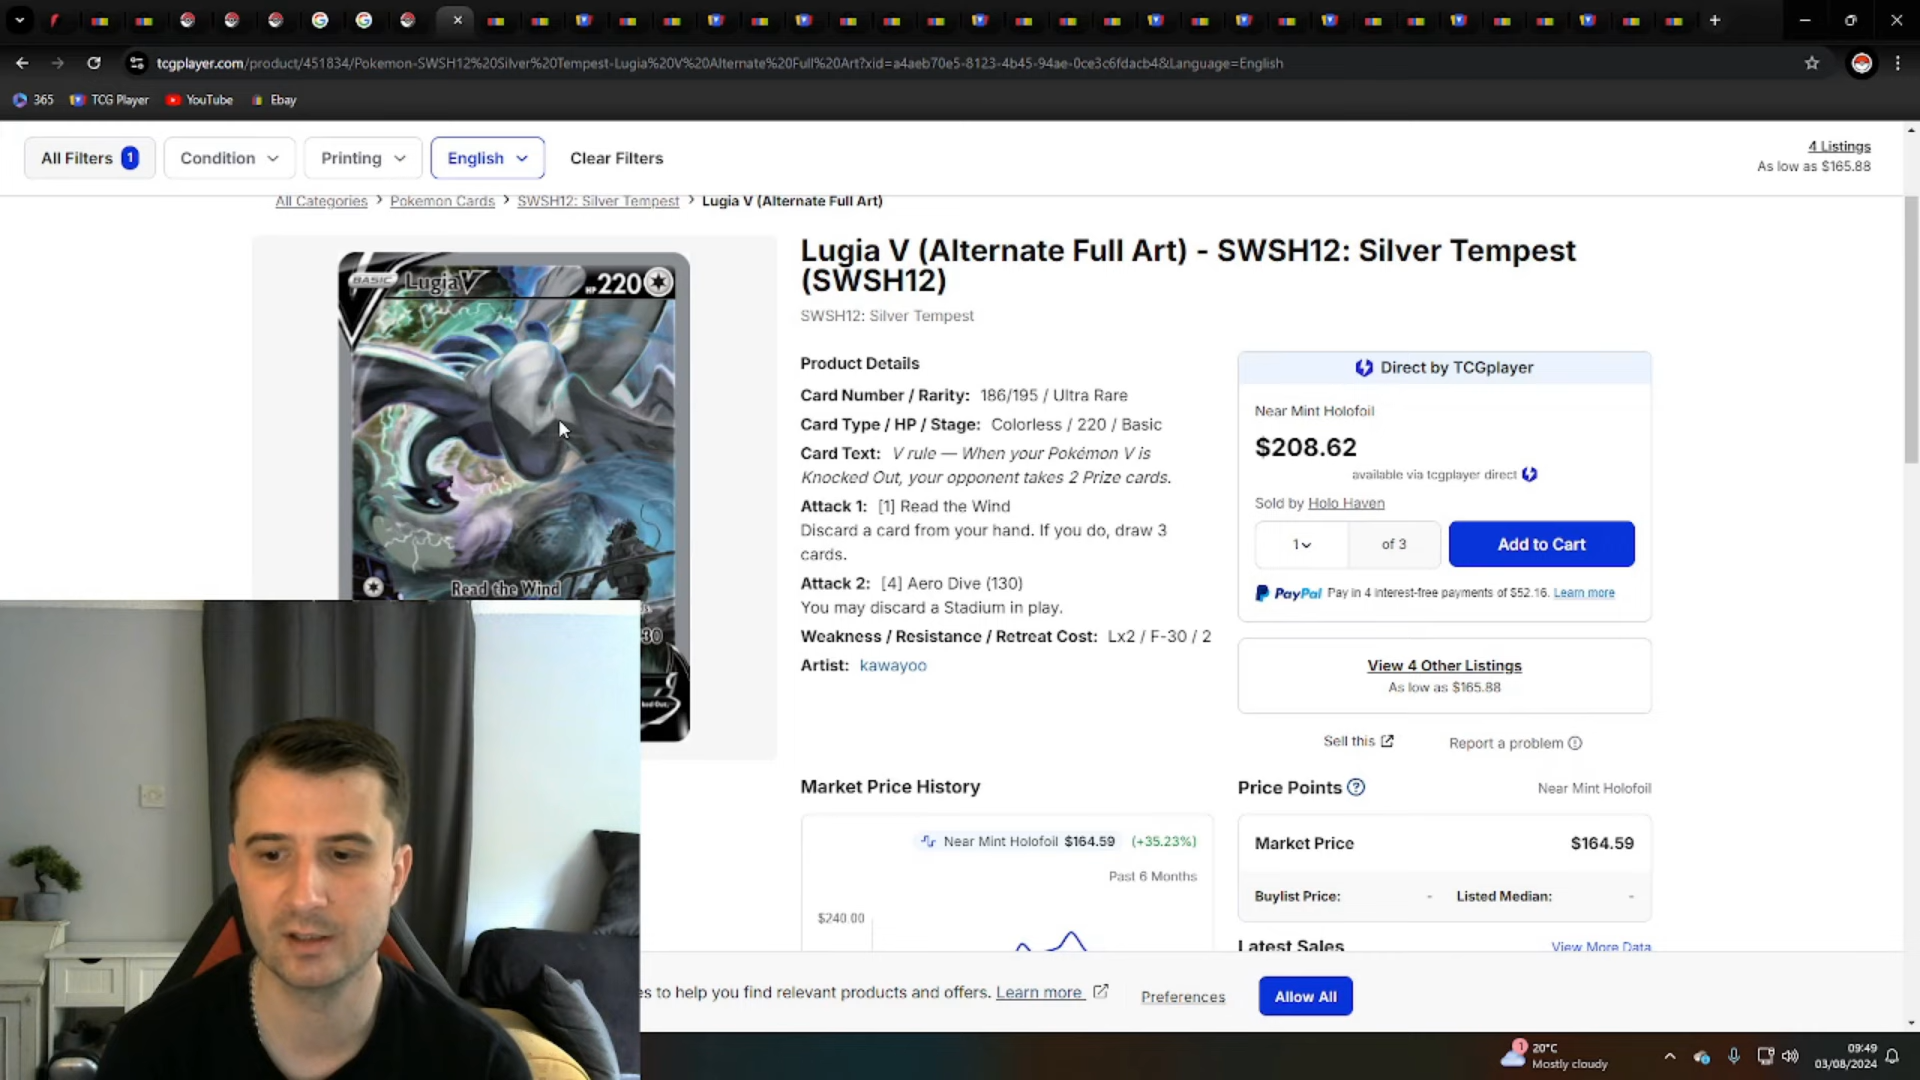 tcgplayer.com/product/451834/Pokemon-SWSH12%20Silver%20Tempest-Lugia%20V%20Alternate%20Full%20Art?xid=a4aeb70e5-8123-4b45-94ae-0ce3c6fdacb4&Language=English
365 TCG Player YouTube Ebay
All Filters 1 Condition Printing English Clear Filters
4 Listings
As low as $165.88
All Categories > Pokemon Cards > SWSH12: Silver Tempest > Lugia V (Alternate Full Art)
BASIC Lugia V HP 220
Read the Wind
30
Lugia V (Alternate Full Art) - SWSH12: Silver Tempest
(SWSH12)
SWSH12: Silver Tempest
Product Details
Card Number / Rarity: 186/195 / Ultra Rare
Card Type / HP / Stage: Colorless / 220 / Basic
Card Text: V rule — When your Pokémon V is
Knocked Out, your opponent takes 2 Prize cards.
Attack 1: [1] Read the Wind
Discard a card from your hand. If you do, draw 3
cards.
Attack 2: [4] Aero Dive (130)
You may discard a Stadium in play.
Weakness / Resistance / Retreat Cost: Lx2 / F-30 / 2
Artist: kawayoo
Direct by TCGplayer
Near Mint Holofoil
$208.62
available via tcgplayer direct
Sold by Holo Haven
1 of 3 Add to Cart
PayPal Pay in 4 interest-free payments of $52.16. Learn more
View 4 Other Listings
As low as $165.88
Sell this Report a problem
Market Price History
Near Mint Holofoil $164.59 (+35.23%)
Past 6 Months
$240.00
Price Points ? Near Mint Holofoil
Market Price $164.59
Buylist Price: - Listed Median: -
Latest Sales View More Data
es to help you find relevant products and offers. Learn more Preferences Allow All
1 20°C
Mostly cloudy
09:49
03/08/2024